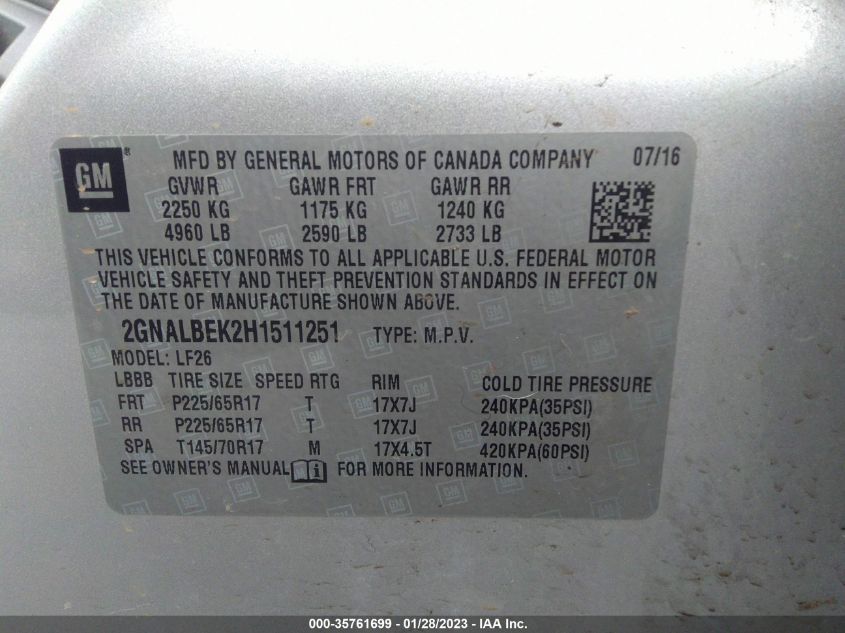 GM ® MFD BY GENERAL MOTORS OF CANADA COMPANY 07/16
GVWR GAWR FRT GAWR RR
2250 KG 1175 KG 1240 KG
4960 LB 2590 LB 2733 LB
THIS VEHICLE CONFORMS TO ALL APPLICABLE U.S. FEDERAL MOTOR
VEHICLE SAFETY AND THEFT PREVENTION STANDARDS IN EFFECT ON
THE DATE OF MANUFACTURE SHOWN ABOVE.
2GNALBEK2H1511251 TYPE: M.P.V.
MODEL: LF26
LBBB TIRE SIZE SPEED RTG RIM COLD TIRE PRESSURE
FRT P225/65R17 T 17X7J 240KPA(35PSI)
RR P225/65R17 T 17X7J 240KPA(35PSI)
SPA T145/70R17 M 17X4.5T 420KPA(60PSI)
SEE OWNER'S MANUAL FOR MORE INFORMATION.
000-35761699 - 01/28/2023 - IAA Inc.